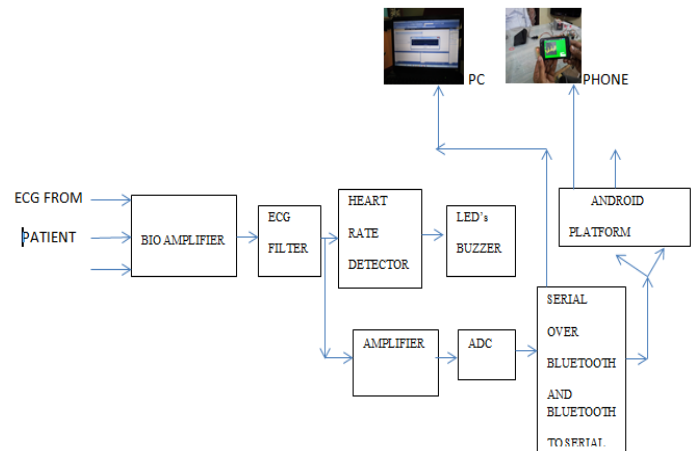 PC
PHONE
ECG FROM
PATIENT
BIO AMPLIFIER
ECG
FILTER
HEART
RATE
DETECTOR
LED's
BUZZER
ANDROID
PLATFORM
AMPLIFIER
ADC
SERIAL
OVER
BLUETOOTH
AND
BLUETOOTH
TO SERIAL